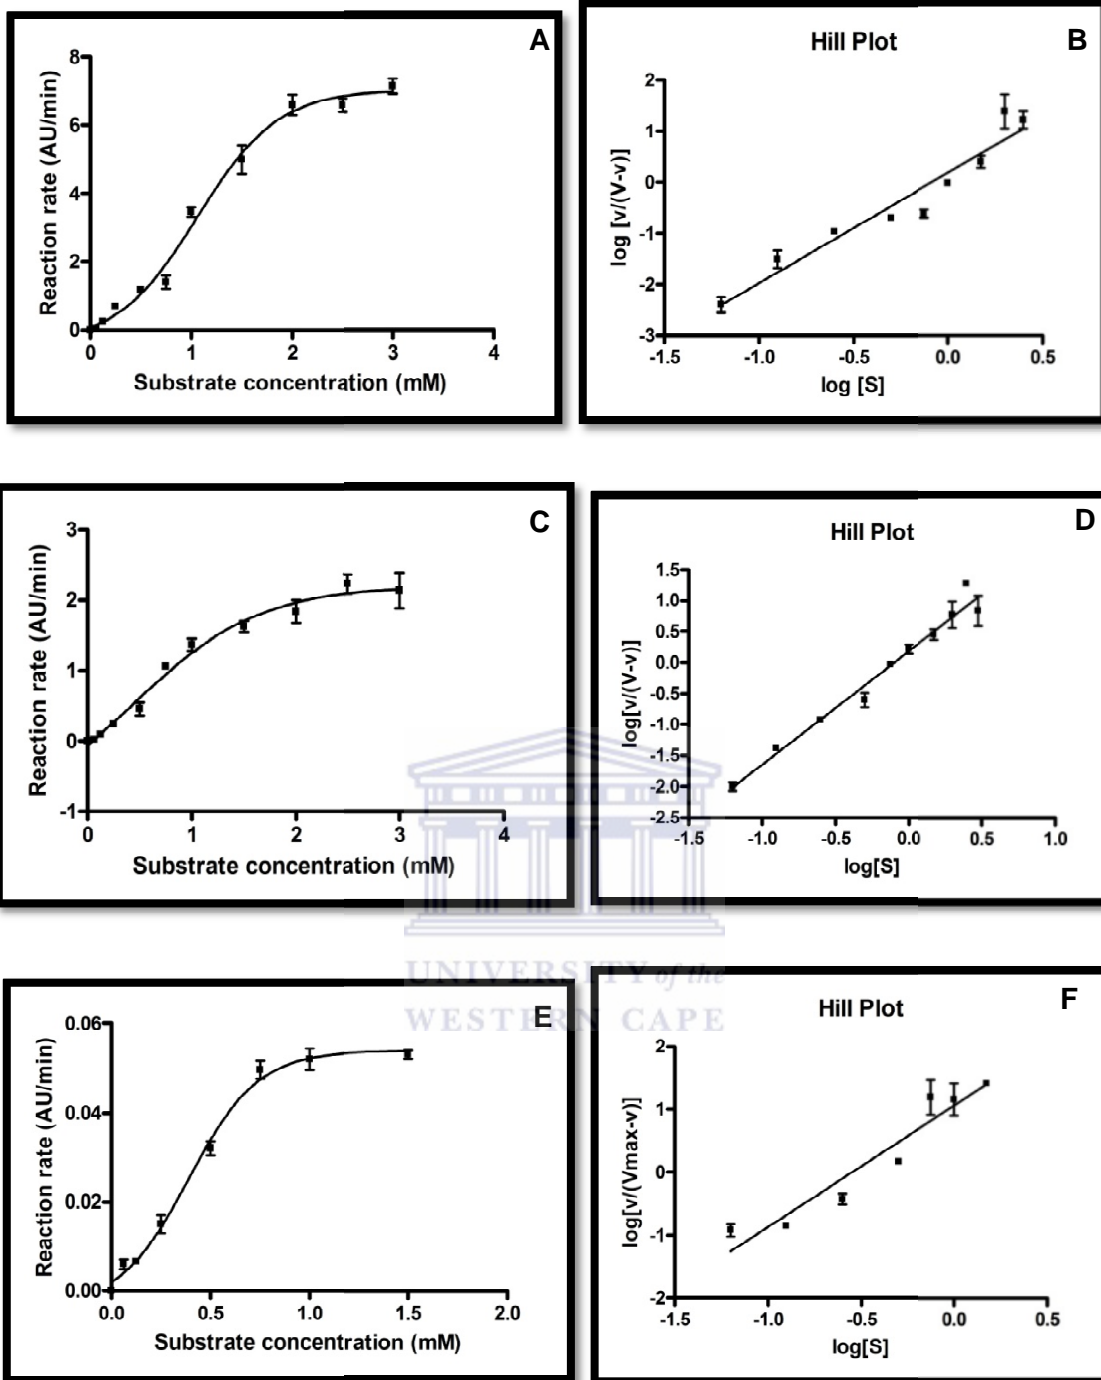 A
8
6
4
2
0
Reaction rate (AU/min)
0 1 2 3 4
Substrate concentration (mM)
B
Hill Plot
2
1
0
-1
-2
-3
log [v/(V-v)]
-1.5 -1.0 -0.5 0.0 0.5
log [S]
C
3
2
1
0
-1
Reaction rate (AU/min)
0 1 2 3 4
Substrate concentration (mM)
D
Hill Plot
1.5
1.0
0.5
0.0
-0.5
-1.0
-1.5
-2.0
-2.5
log[v/(V-v)]
-1.5 -1.0 -0.5 0.0 0.5 1.0
log[S]
UNIVERSITY of the
WESTERN CAPE
E
0.06
0.04
0.02
0.00
Reaction rate (AU/min)
0.0 0.5 1.0 1.5 2.0
Substrate concentration (mM)
F
Hill Plot
2
1
0
-1
-2
log[v/(Vmax-v)]
-1.5 -1.0 -0.5 0.0 0.5
log[S]